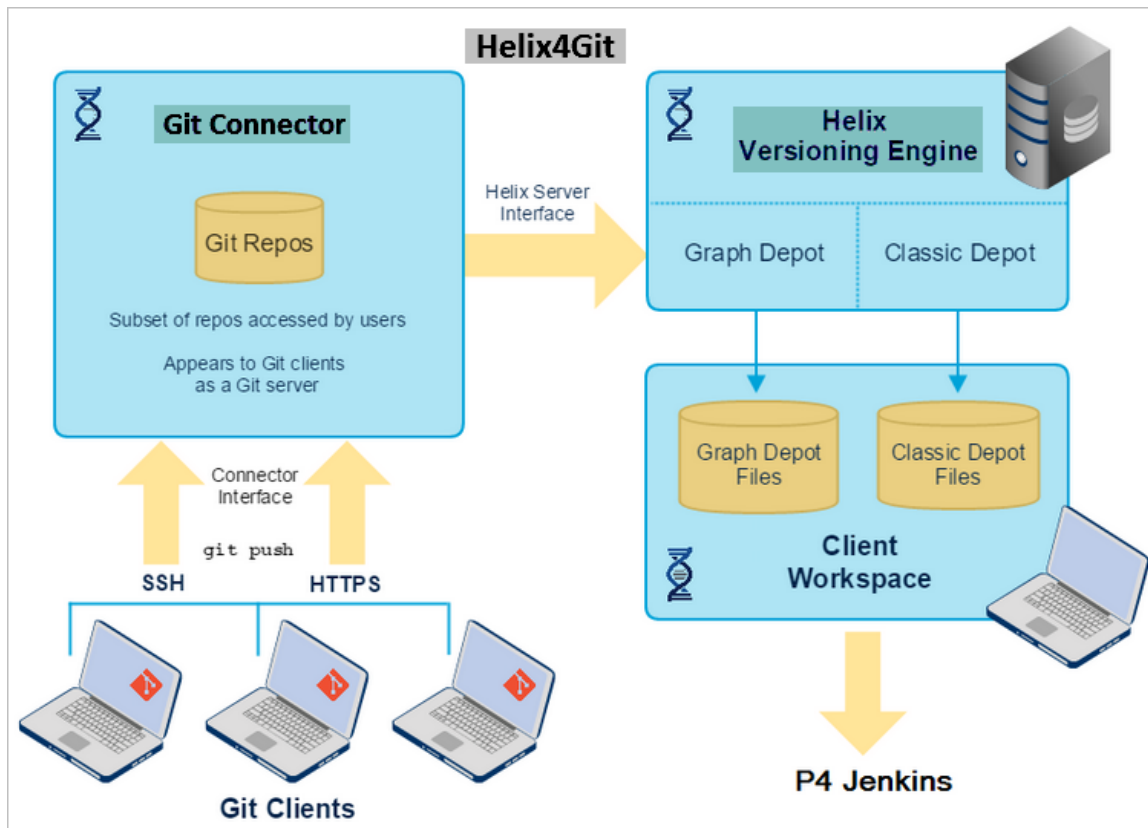 Helix4Git
Git Connector
Git Repos
Subset of repos accessed by users
Appears to Git clients
as a Git server
Helix Server
Interface
Helix
Versioning Engine
Graph Depot
Classic Depot
Graph Depot
Files
Classic Depot
Files
Client
Workspace
Connector
Interface
git push
SSH
HTTPS
Git Clients
P4 Jenkins